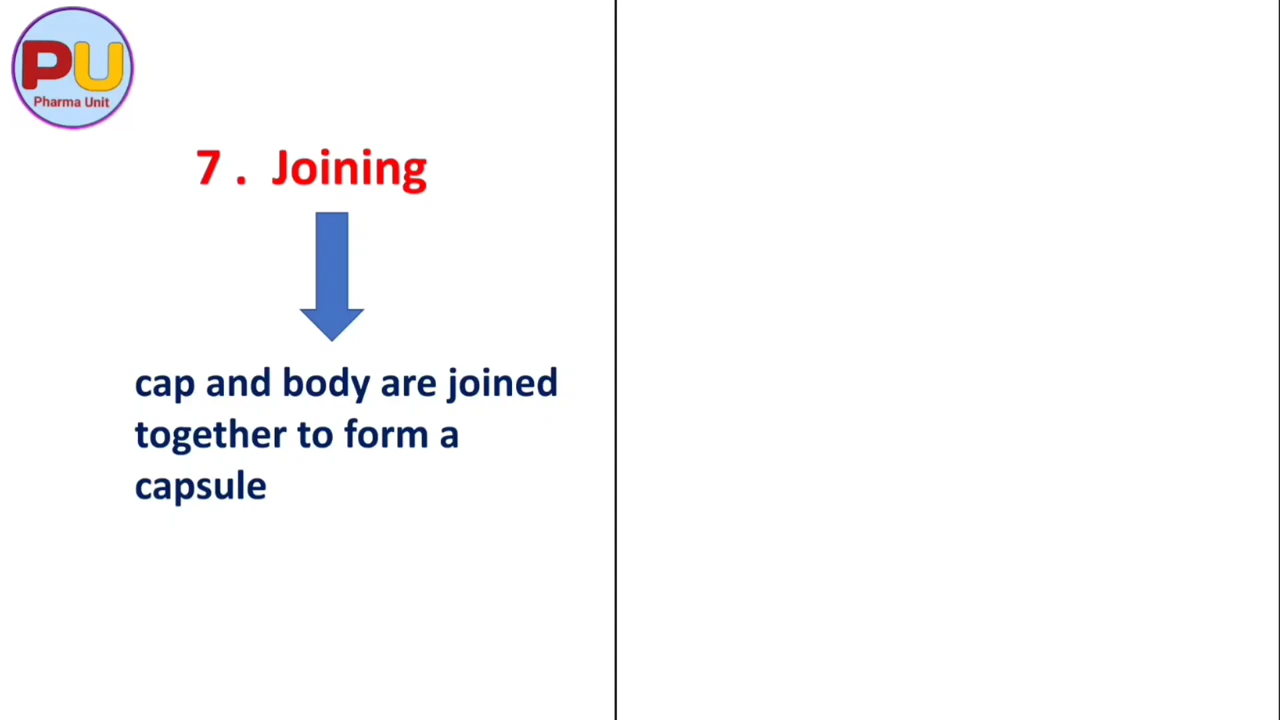 PU
Pharma Unit
7 . Joining
cap and body are joined
together to form a
capsule